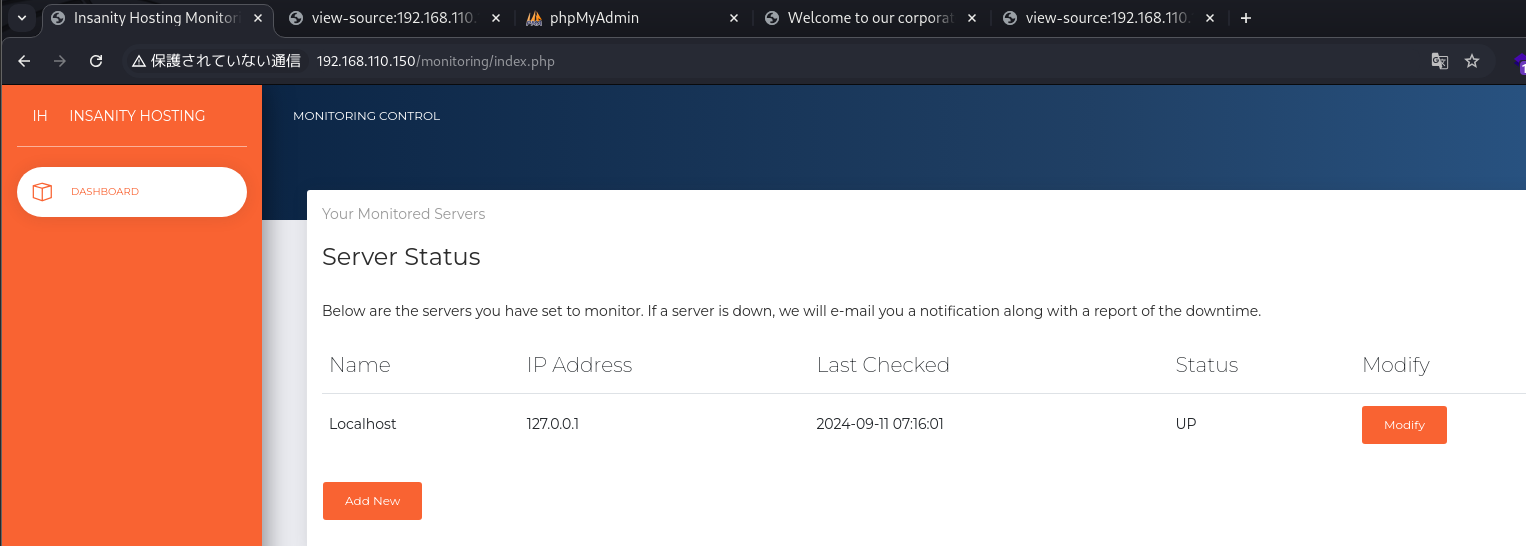 Insanity Hosting Monitori
view-source:192.168.110.
phpMyAdmin
Welcome to our corporat
view-source:192.168.110.
保護されていない通信 192.168.110.150/monitoring/index.php
IH INSANITY HOSTING
MONITORING CONTROL
DASHBOARD
Your Monitored Servers
Server Status
Below are the servers you have set to monitor. If a server is down, we will e-mail you a notification along with a report of the downtime.
Name IP Address Last Checked Status Modify
Localhost 127.0.0.1 2024-09-11 07:16:01 UP Modify
Add New